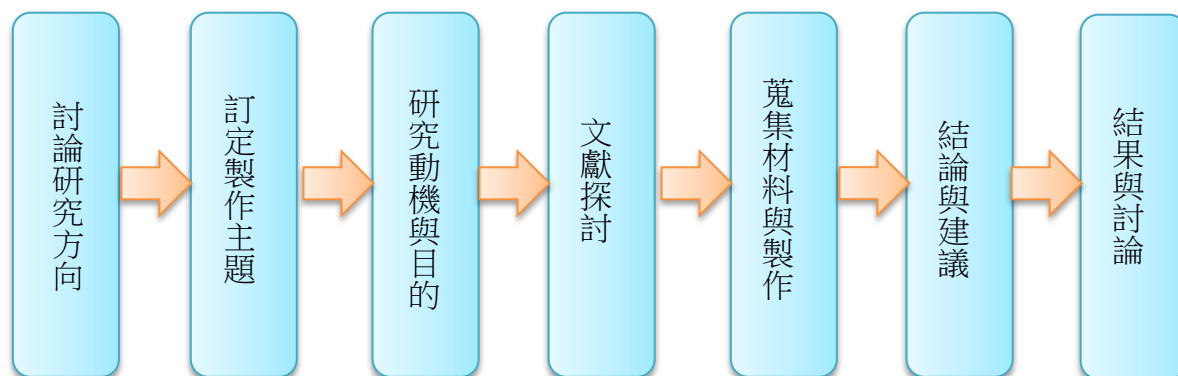 討論研究方向
訂定製作主題
研究動機與目的
文獻探討
蒐集材料與製作
結論與建議
結果與討論